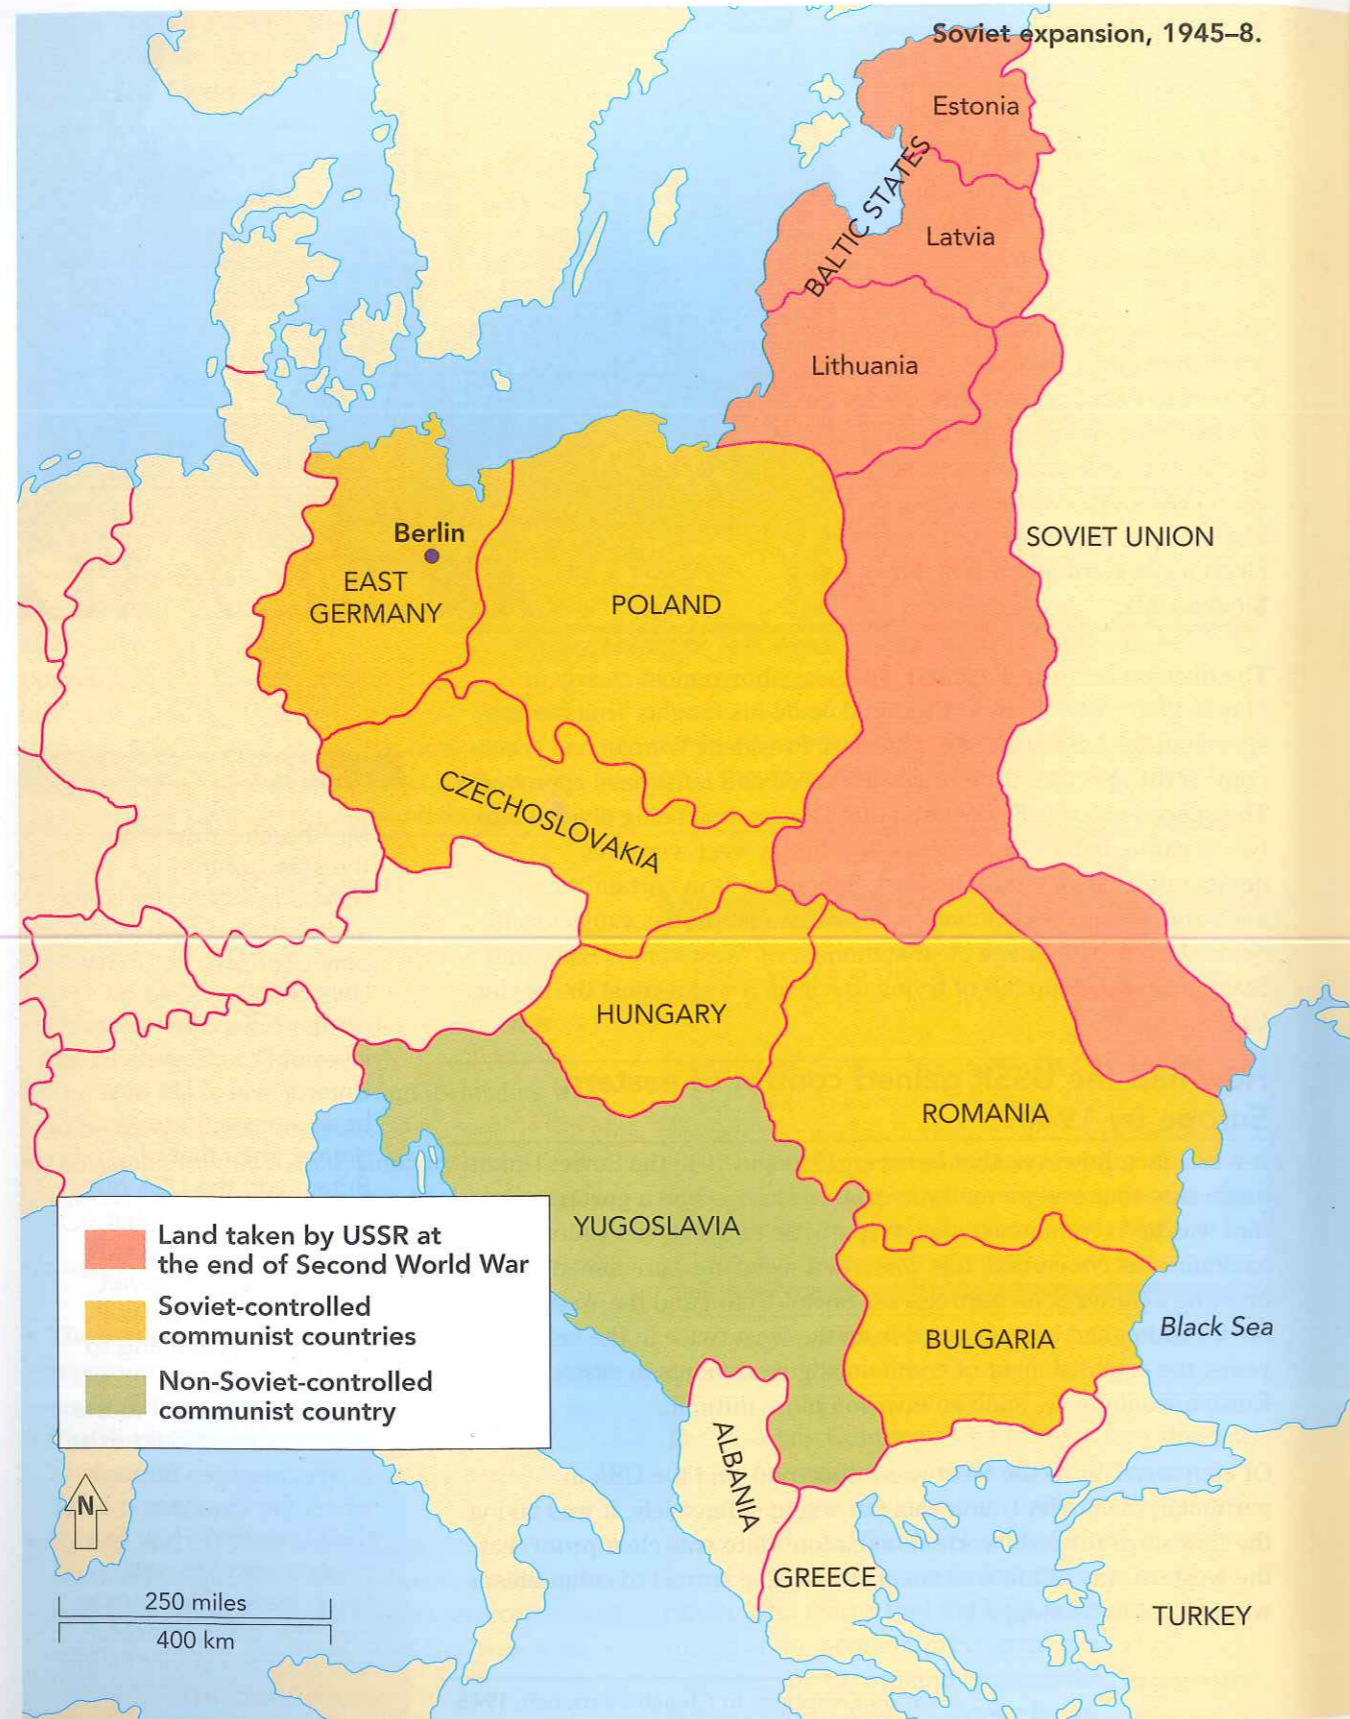 Soviet expansion, 1945–8.
Estonia
BALTIC STATES
Latvia
Lithuania
SOVIET UNION
Berlin
EAST
GERMANY
POLAND
CZECHOSLOVAKIA
HUNGARY
ROMANIA
YUGOSLAVIA
Land taken by USSR at
the end of Second World War
Soviet-controlled
communist countries
Non-Soviet-controlled
communist country
BULGARIA
Black Sea
ALBANIA
N
GREECE
250 miles
400 km
TURKEY